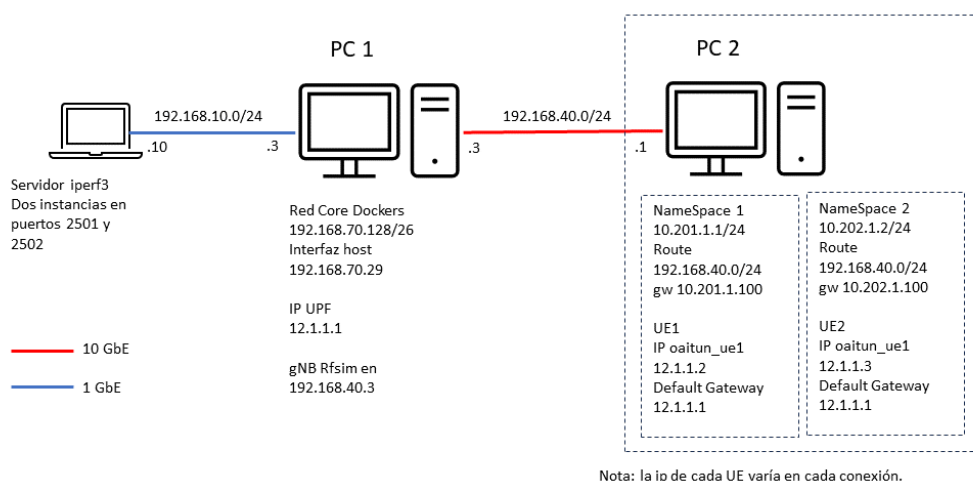 PC 1
PC 2
192.168.10.0/24
192.168.40.0/24
.10
.3
.3
.1
Servidor iperf3
Dos instancias en
puertos 2501 y
2502
Red Core Dockers
192.168.70.128/26
Interfaz host
192.168.70.29
IP UPF
12.1.1.1
gNB Rfsim en
192.168.40.3
NameSpace 1
10.201.1.1/24
Route
192.168.40.0/24
gw 10.201.1.100
UE1
IP oaitun_ue1
12.1.1.2
Default Gateway
12.1.1.1
NameSpace 2
10.202.1.2/24
Route
192.168.40.0/24
gw 10.202.1.100
UE2
IP oaitun_ue1
12.1.1.3
Default Gateway
12.1.1.1
10 GbE
1 GbE
Nota: la ip de cada UE varía en cada conexión.